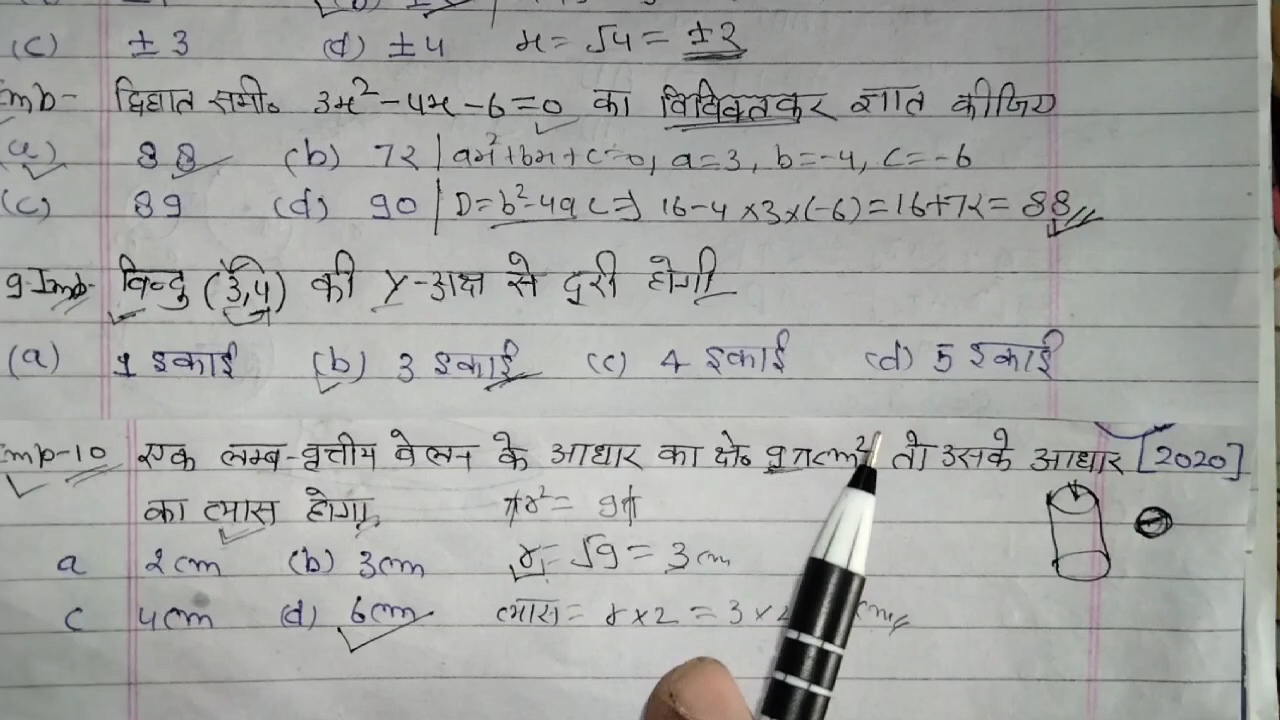 (c) ±3 (d) ±4 x = √4 = ±2
Imp- द्विघात समी० 3x²-4x-6=0 का विविक्तकर ज्ञात कीजिय
(a) 88 (b) 72 | ax²+bx+c=0, a=3, b=-4, c=-6
(c) 89 (d) 90 | D=b²-4ac ⇒ 16-4×3×(-6)=16+72=88
9-Imp- बिन्दु (3,4) की Y-अक्ष से दूरी होगी
(a) 1 इकाई (b) 3 इकाई (c) 4 इकाई (d) 5 इकाई
Imp-10 एक लम्ब-वृत्तीय बेलन के आधार का क्षे० 9πcm² तो उसके आधार [2020]
का व्यास होगा, πr² = 9π
a 2cm (b) 3cm r = √9 = 3cm
c 4cm (d) 6cm व्यास = r×2 = 3×2 cm